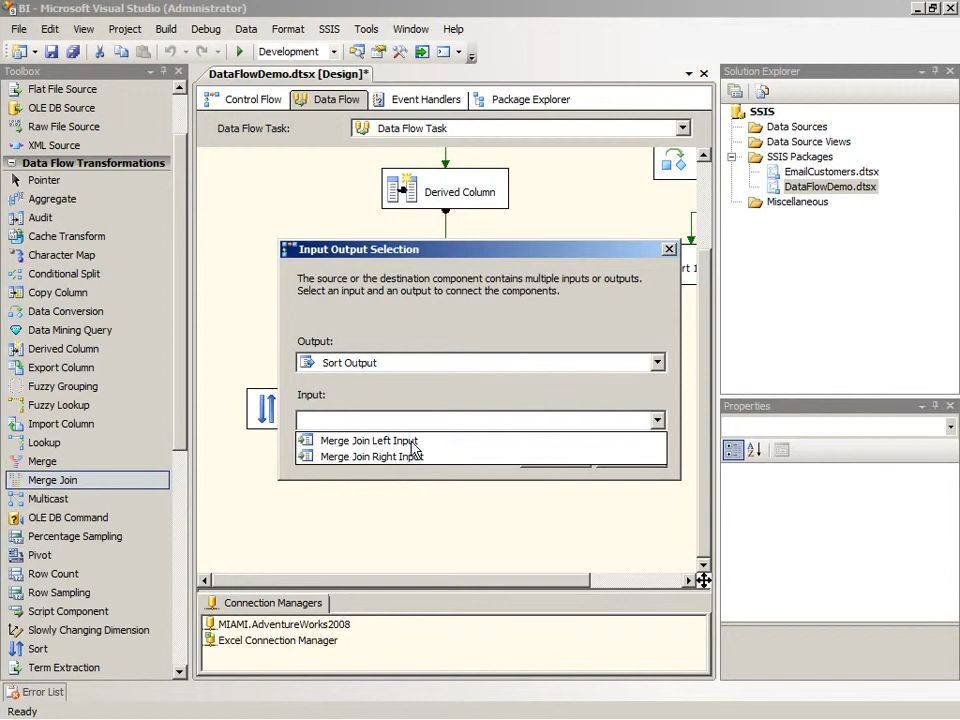 BI - Microsoft Visual Studio (Administrator)
File Edit View Project Build Debug Data Format SSIS Tools Window Help
Development
Toolbox
Flat File Source
OLE DB Source
Raw File Source
XML Source
Data Flow Transformations
Pointer
Aggregate
Audit
Cache Transform
Character Map
Conditional Split
Copy Column
Data Conversion
Data Mining Query
Derived Column
Export Column
Fuzzy Grouping
Fuzzy Lookup
Import Column
Lookup
Merge
Merge Join
Multicast
OLE DB Command
Percentage Sampling
Pivot
Row Count
Row Sampling
Script Component
Slowly Changing Dimension
Sort
Term Extraction
Error List
Ready
DataFlowDemo.dtsx [Design]*
Control Flow Data Flow Event Handlers Package Explorer
Data Flow Task: Data Flow Task
Derived Column
rt 1
Input Output Selection
The source or the destination component contains multiple inputs or outputs.
Select an input and an output to connect the components.
Output:
Sort Output
Input:
Merge Join Left Input
Merge Join Right Input
Connection Managers
MIAMI.AdventureWorks2008
Excel Connection Manager
Solution Explorer
SSIS
Data Sources
Data Source Views
SSIS Packages
EmailCustomers.dtsx
DataFlowDemo.dtsx
Miscellaneous
Properties